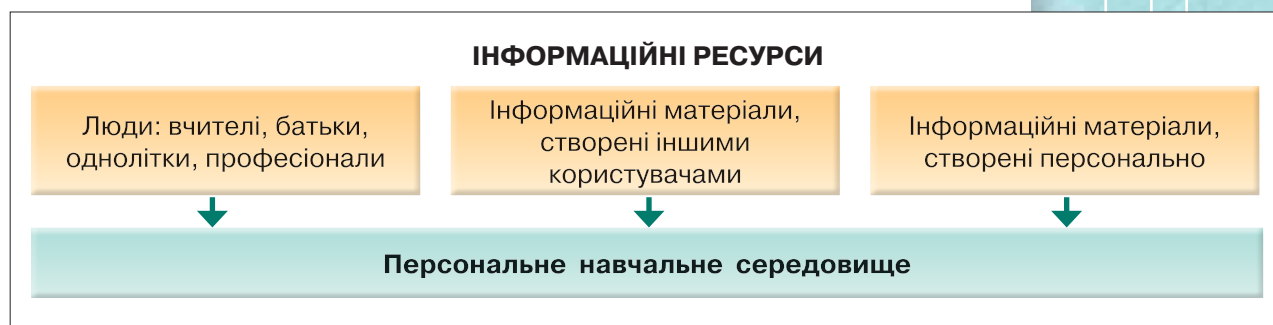 ІНФОРМАЦІЙНІ РЕСУРСИ
Люди: вчителі, батьки,
однолітки, професіонали
Інформаційні матеріали,
створені іншими
користувачами
Інформаційні матеріали,
створені персонально
Персональне навчальне середовище